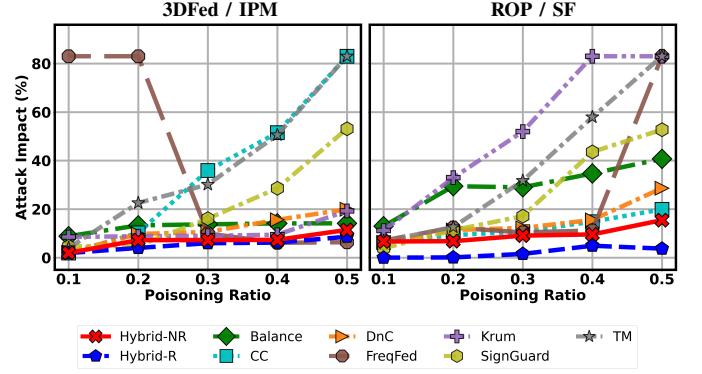 3DFed / IPM
ROP / SF
Attack Impact (%)
80
60
40
20
0
0.1 0.2 0.3 0.4 0.5
0.1 0.2 0.3 0.4 0.5
Poisoning Ratio
Poisoning Ratio
Hybrid-NR Balance DnC Krum TM
Hybrid-R CC FreqFed SignGuard